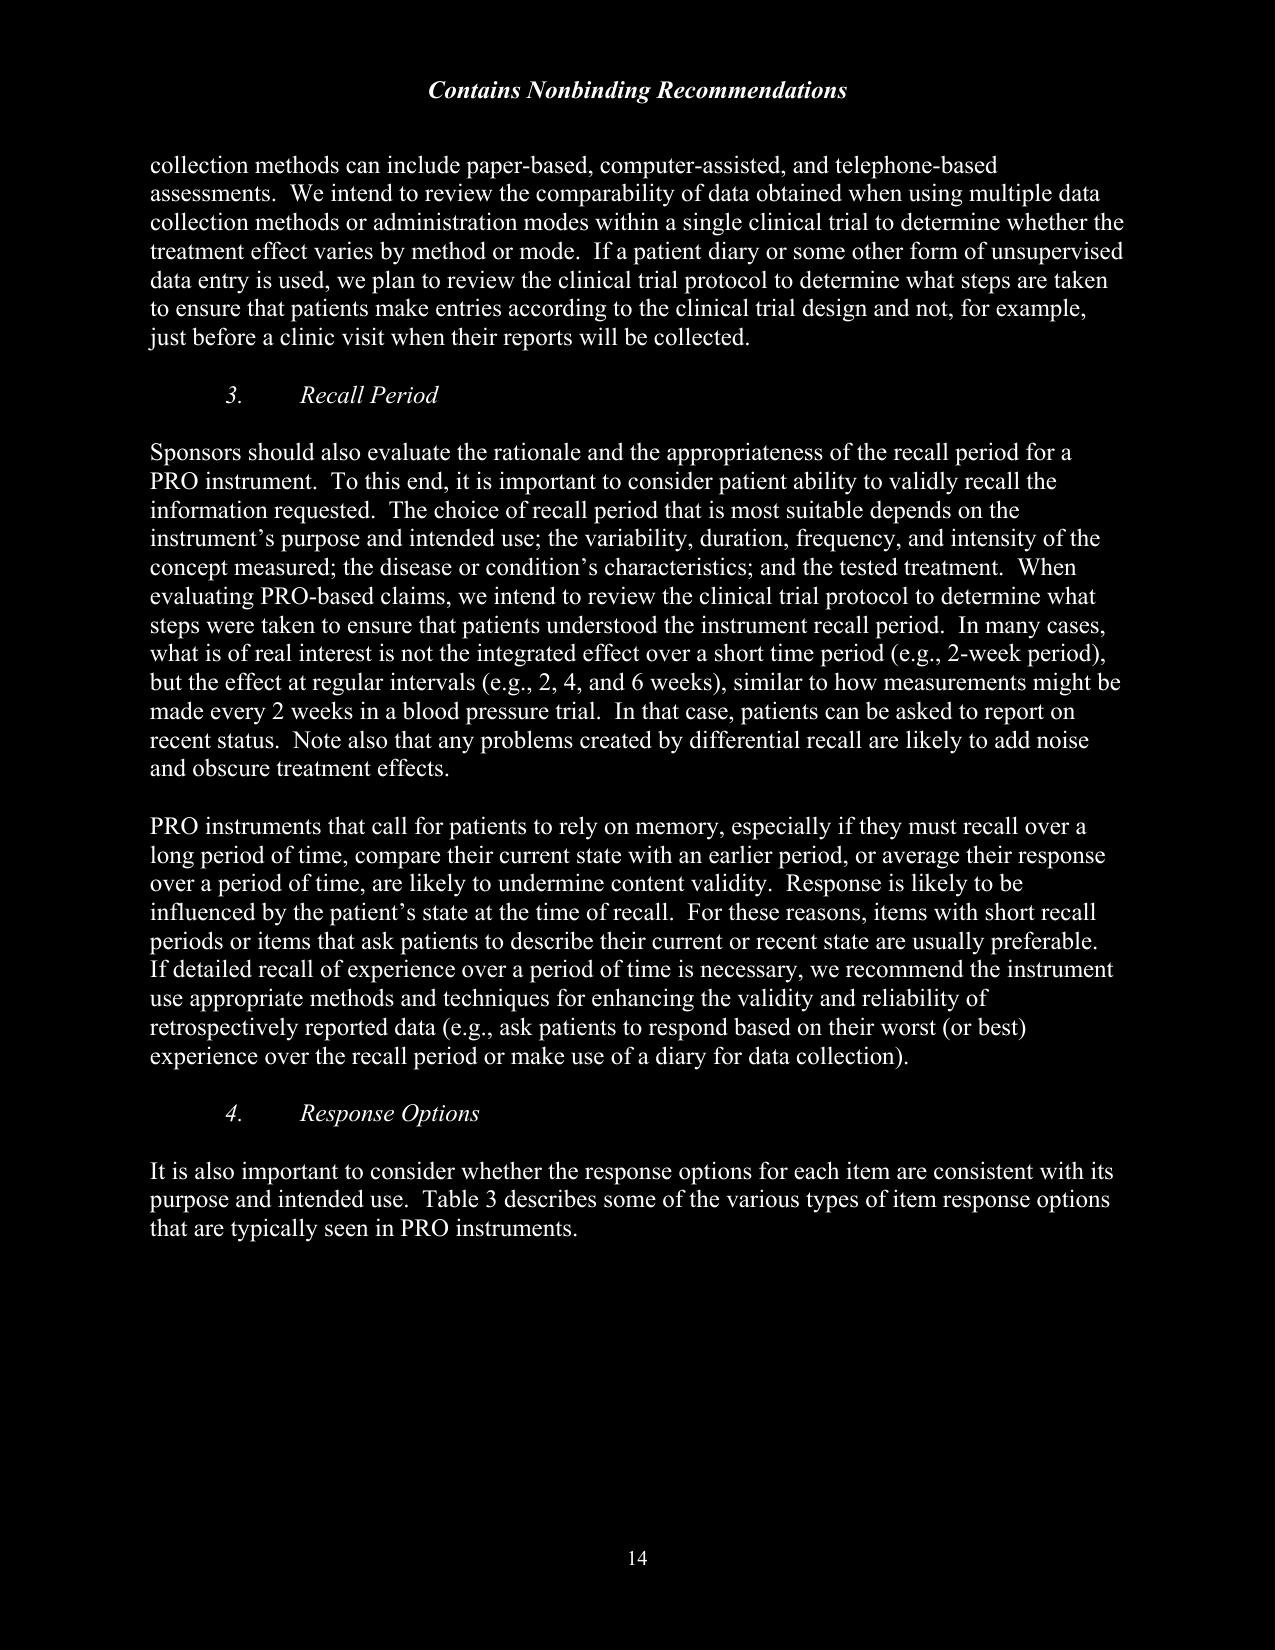 Contains Nonbinding Recommendations
collection methods can include paper-based, computer-assisted, and telephone-based
assessments.  We intend to review the comparability of data obtained when using multiple data
collection methods or administration modes within a single clinical trial to determine whether the
treatment effect varies by method or mode.  If a patient diary or some other form of unsupervised
data entry is used, we plan to review the clinical trial protocol to determine what steps are taken
to ensure that patients make entries according to the clinical trial design and not, for example,
just before a clinic visit when their reports will be collected.
3. Recall Period
Sponsors should also evaluate the rationale and the appropriateness of the recall period for a
PRO instrument.  To this end, it is important to consider patient ability to validly recall the
information requested.  The choice of recall period that is most suitable depends on the
instrument’s purpose and intended use; the variability, duration, frequency, and intensity of the
concept measured; the disease or condition’s characteristics; and the tested treatment.  When
evaluating PRO-based claims, we intend to review the clinical trial protocol to determine what
steps were taken to ensure that patients understood the instrument recall period.  In many cases,
what is of real interest is not the integrated effect over a short time period (e.g., 2-week period),
but the effect at regular intervals (e.g., 2, 4, and 6 weeks), similar to how measurements might be
made every 2 weeks in a blood pressure trial.  In that case, patients can be asked to report on
recent status.  Note also that any problems created by differential recall are likely to add noise
and obscure treatment effects.
PRO instruments that call for patients to rely on memory, especially if they must recall over a
long period of time, compare their current state with an earlier period, or average their response
over a period of time, are likely to undermine content validity.  Response is likely to be
influenced by the patient’s state at the time of recall.  For these reasons, items with short recall
periods or items that ask patients to describe their current or recent state are usually preferable.
If detailed recall of experience over a period of time is necessary, we recommend the instrument
use appropriate methods and techniques for enhancing the validity and reliability of
retrospectively reported data (e.g., ask patients to respond based on their worst (or best)
experience over the recall period or make use of a diary for data collection).
4. Response Options
It is also important to consider whether the response options for each item are consistent with its
purpose and intended use.  Table 3 describes some of the various types of item response options
that are typically seen in PRO instruments.
14